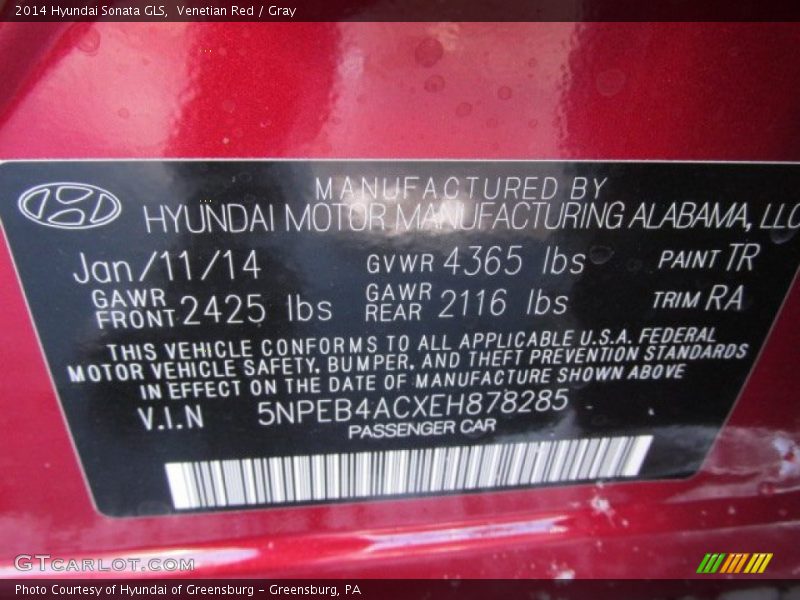 2014 Hyundai Sonata GLS, Venetian Red / Gray
MANUFACTURED BY
HYUNDAI MOTOR MANUFACTURING ALABAMA, LLC
Jan/11/14 GVWR 4365 lbs PAINT TR
GAWR FRONT 2425 lbs GAWR REAR 2116 lbs TRIM RA
THIS VEHICLE CONFORMS TO ALL APPLICABLE U.S.A. FEDERAL
MOTOR VEHICLE SAFETY, BUMPER, AND THEFT PREVENTION STANDARDS
IN EFFECT ON THE DATE OF MANUFACTURE SHOWN ABOVE
V.I.N 5NPEB4ACXEH878285
PASSENGER CAR
GTCARLOT.COM
Photo Courtesy of Hyundai of Greensburg - Greensburg, PA